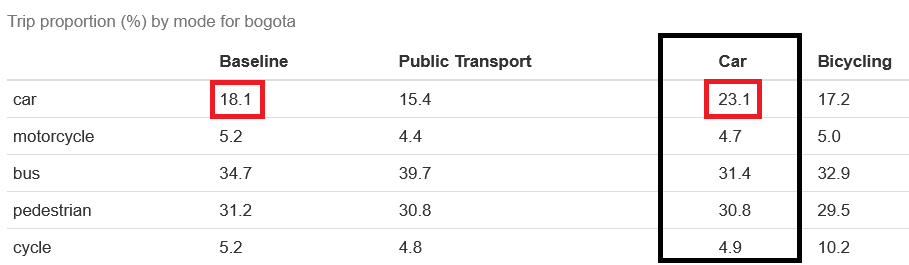 Trip proportion (%) by mode for bogota
Baseline Public Transport Car Bicycling
car 18.1 15.4 23.1 17.2
motorcycle 5.2 4.4 4.7 5.0
bus 34.7 39.7 31.4 32.9
pedestrian 31.2 30.8 30.8 29.5
cycle 5.2 4.8 4.9 10.2